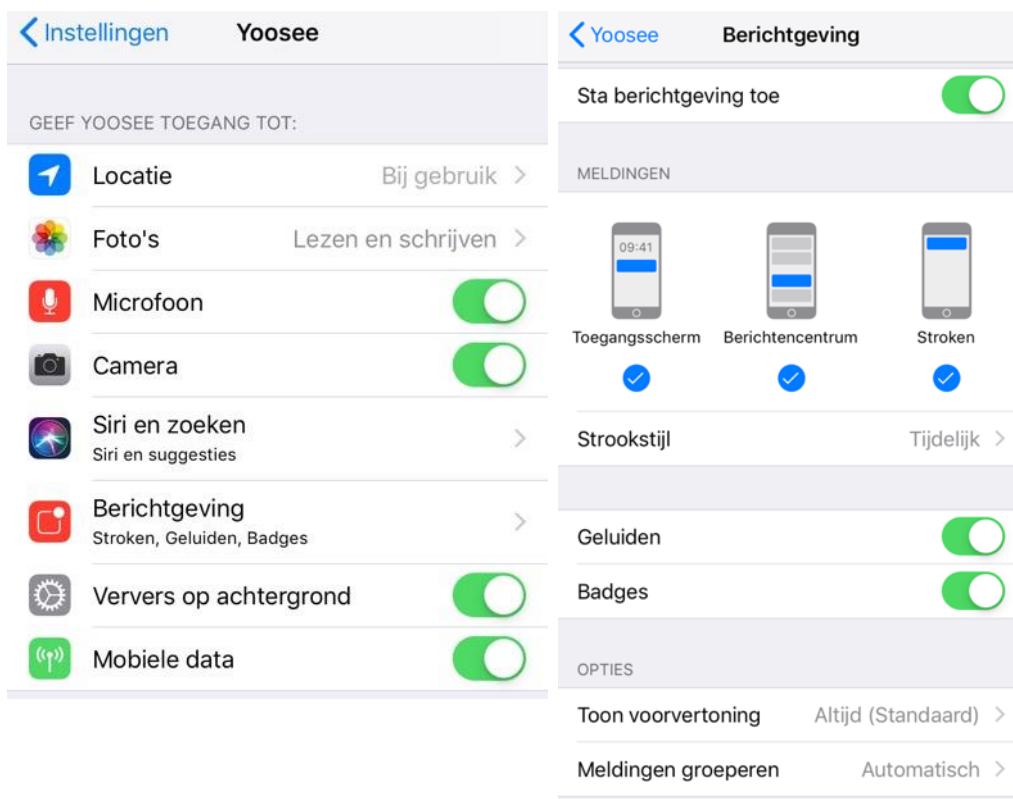 Instellingen Yoosee
GEEF YOOSEE TOEGANG TOT:
Locatie Bij gebruik
Foto's Lezen en schrijven
Microfoon
Camera
Siri en zoeken
Siri en suggesties
Berichtgeving
Stroken, Geluiden, Badges
Ververs op achtergrond
Mobiele data
Yoosee Berichtgeving
Sta berichtgeving toe
MELDINGEN
09:41
Toegangsscherm Berichtencentrum Stroken
Strookstijl Tijdelijk
Geluiden
Badges
OPTIES
Toon voorvertoning Altijd (Standaard)
Meldingen groeperen Automatisch